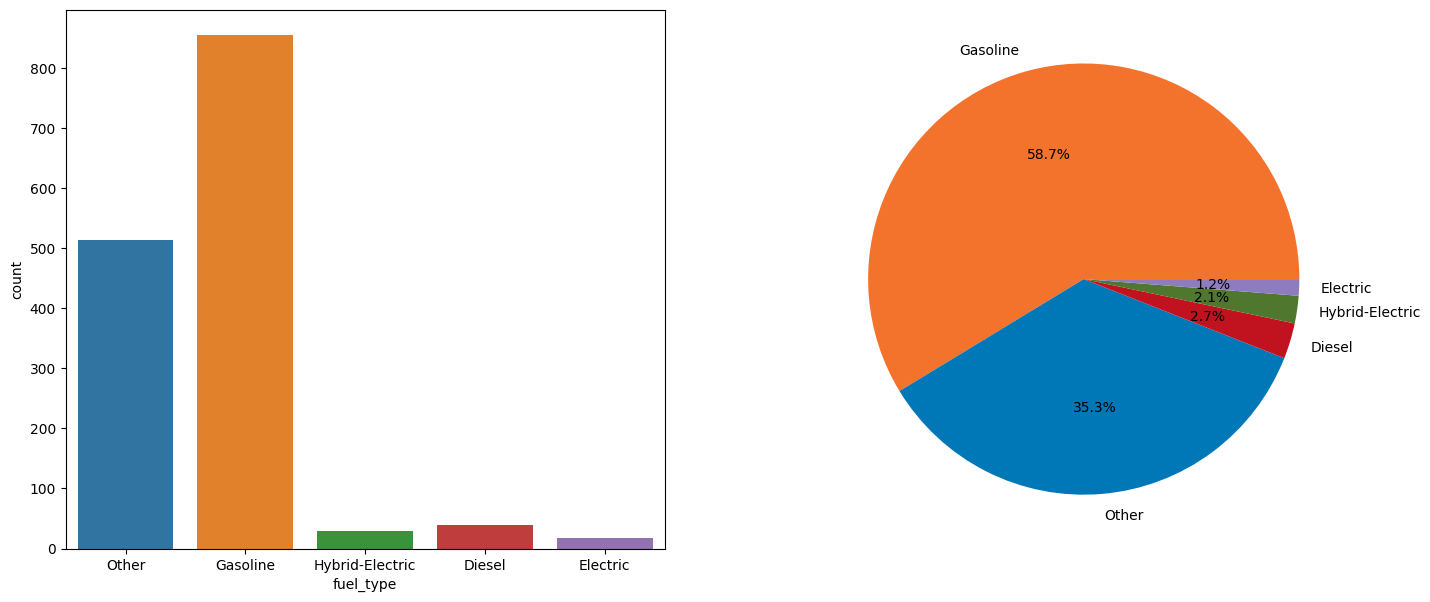 800
700
600
500
400
300
200
100
0
count
Other Gasoline Hybrid-Electric Diesel Electric
fuel_type
Gasoline
58.7%
1.2%
Electric
2.1%
Hybrid-Electric
2.7%
Diesel
35.3%
Other